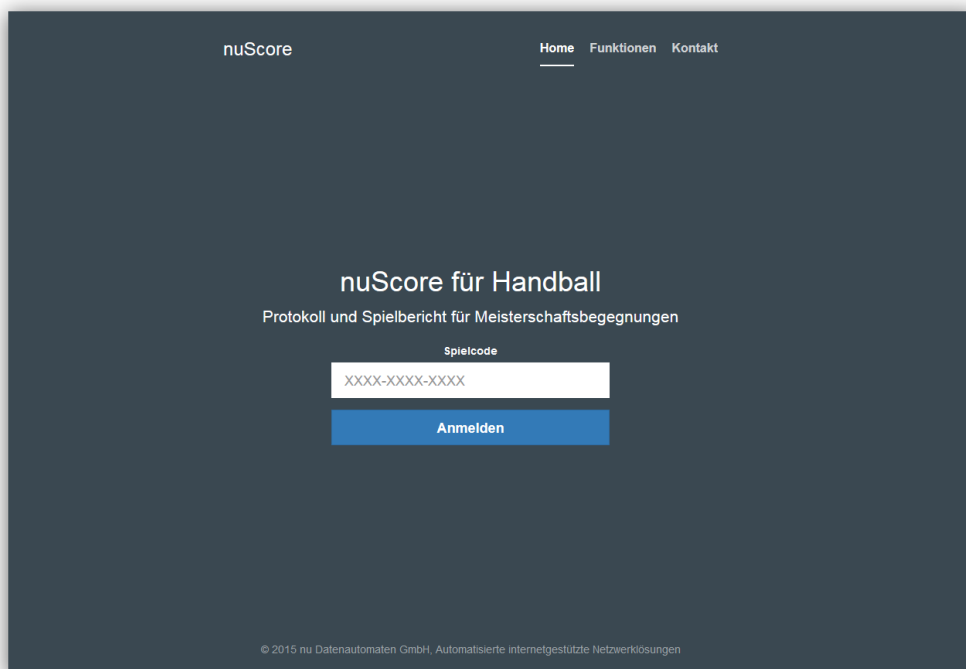 nuScore
Home Funktionen Kontakt
nuScore für Handball
Protokoll und Spielbericht für Meisterschaftsbegegnungen
Spielcode
XXXX-XXXX-XXXX
Anmelden
© 2015 nu Datenautomaten GmbH, Automatisierte internetgestützte Netzwerklösungen